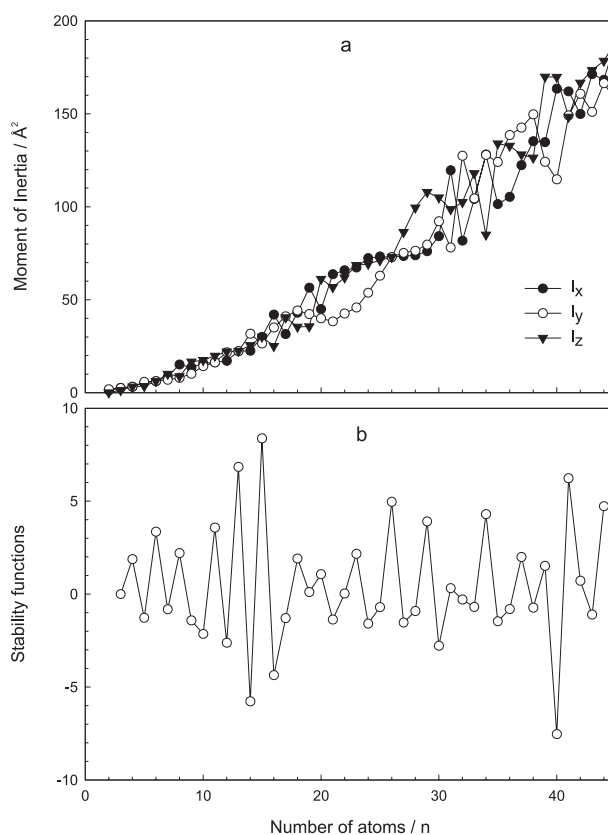 a
200
150
100
50
0
Moment of Inertia / Å²
Iₓ
I_y
I_z
b
10
5
0
-5
-10
Stability functions
0 10 20 30 40
Number of atoms / n